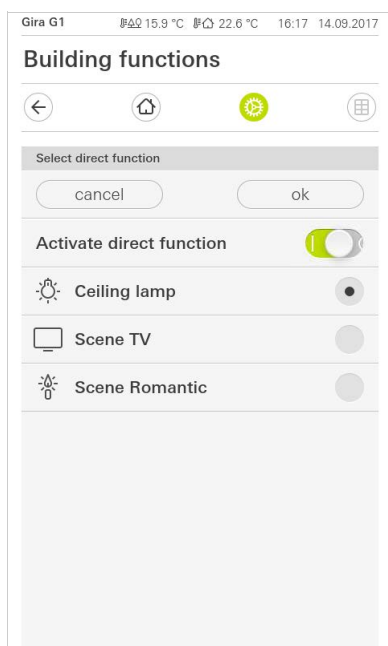 Gira G1 15.9 °C 22.6 °C 16:17 14.09.2017
Building functions
Select direct function
cancel ok
Activate direct function
Ceiling lamp
Scene TV
Scene Romantic